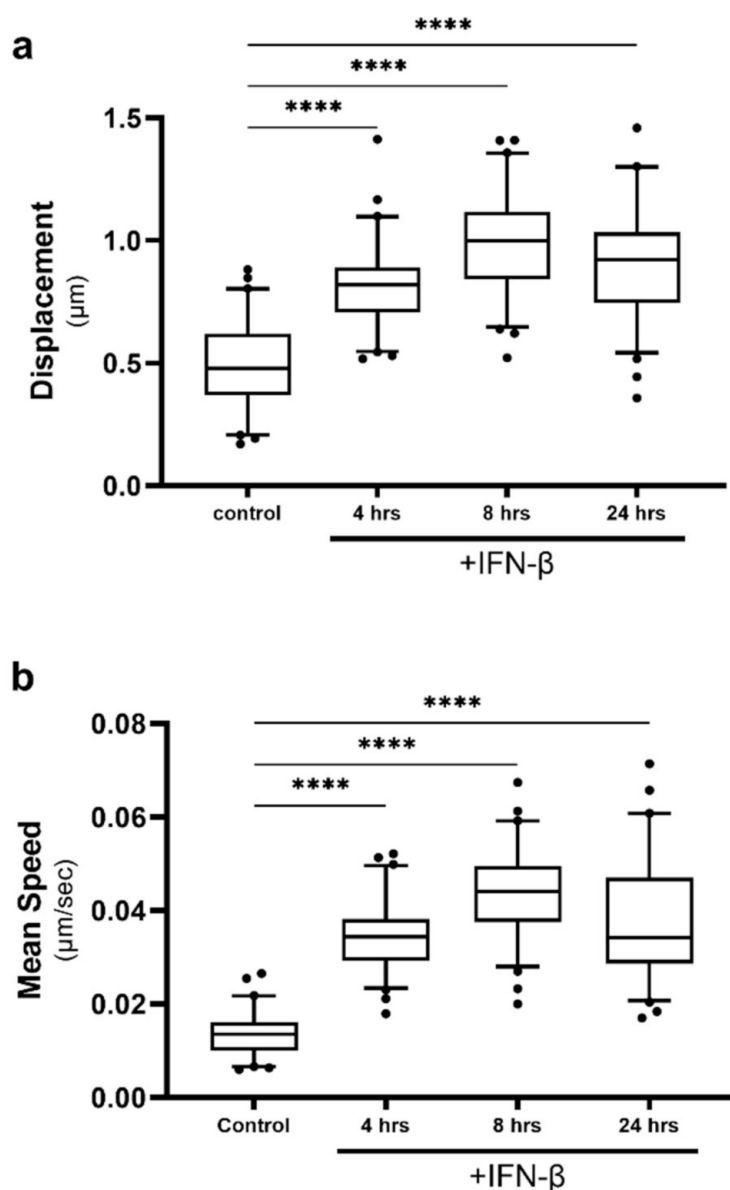 a
****
****
****
1.5
1.0
0.5
0.0
Displacement
(µm)
control 4 hrs 8 hrs 24 hrs
+IFN-β
b
****
****
****
0.08
0.06
0.04
0.02
0.00
Mean Speed
(µm/sec)
Control 4 hrs 8 hrs 24 hrs
+IFN-β